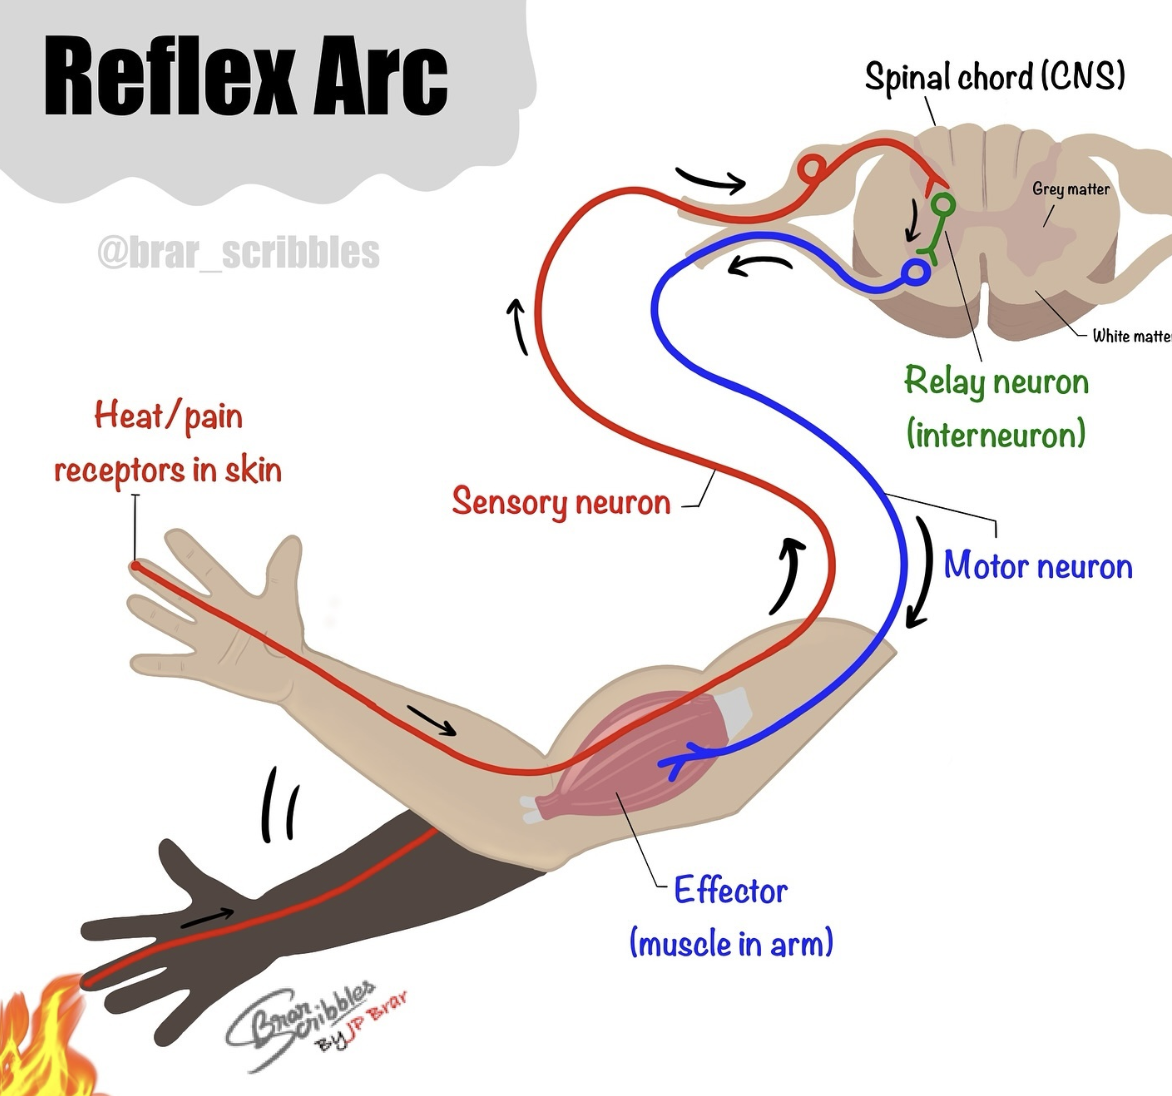 Reflex Arc
@brar_scribbles
Spinal chord (CNS)
Grey matter
White matte
Relay neuron
(interneuron)
Heat/pain
receptors in skin
Sensory neuron
Motor neuron
Effector
(muscle in arm)
Brar
Scribbles
By JP Brar